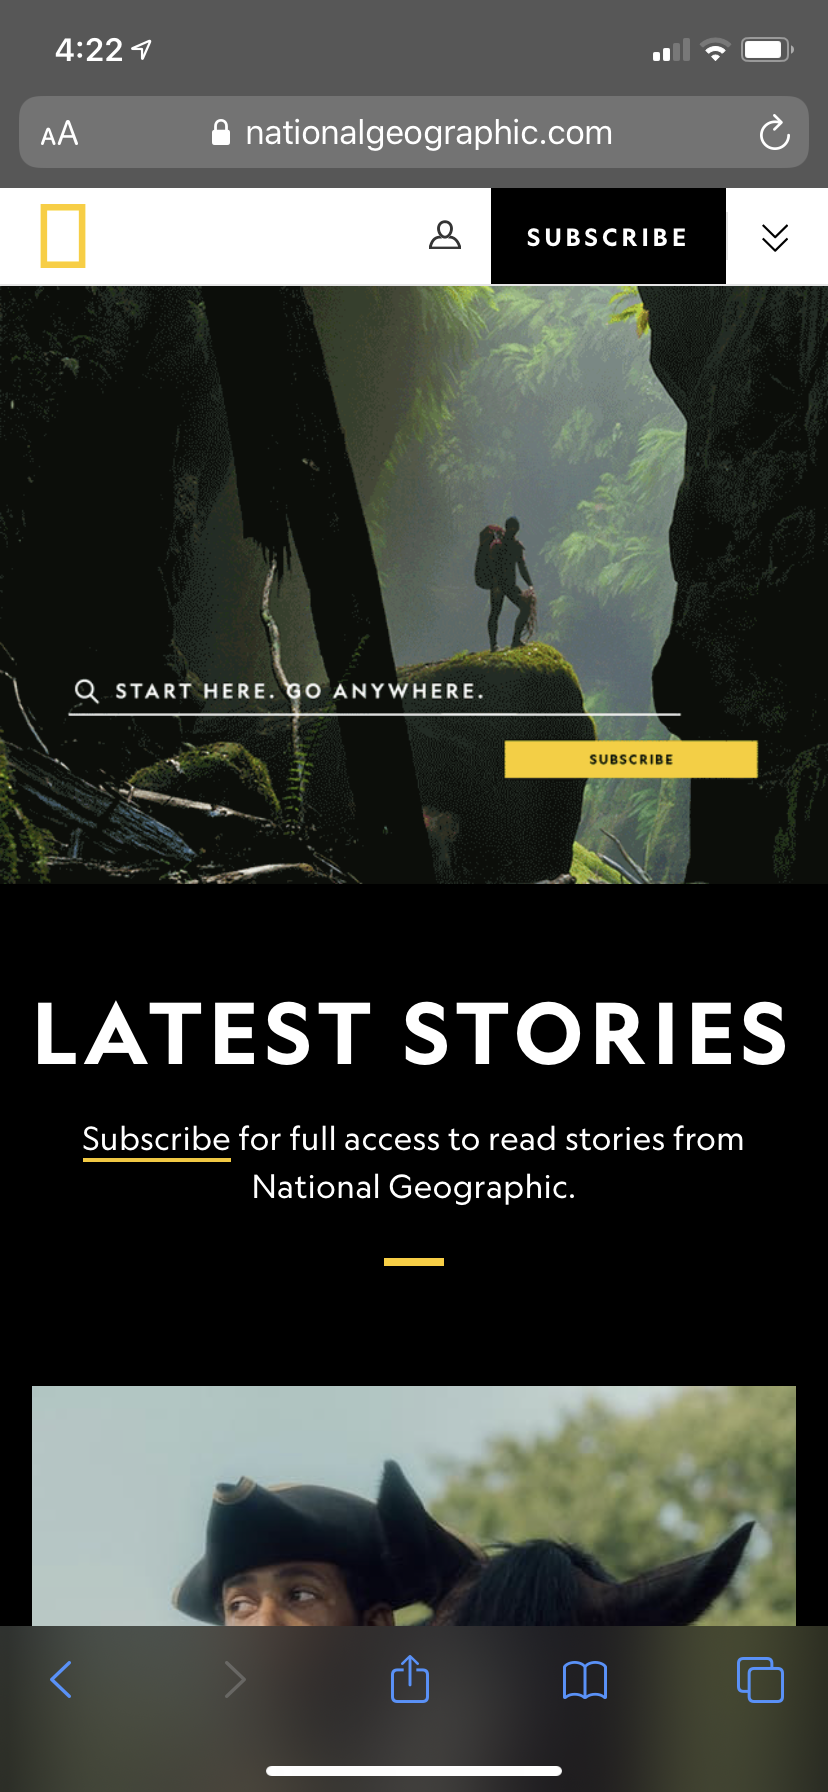 4:22
AA nationalgeographic.com
SUBSCRIBE
START HERE. GO ANYWHERE.
SUBSCRIBE
LATEST STORIES
Subscribe for full access to read stories from
National Geographic.